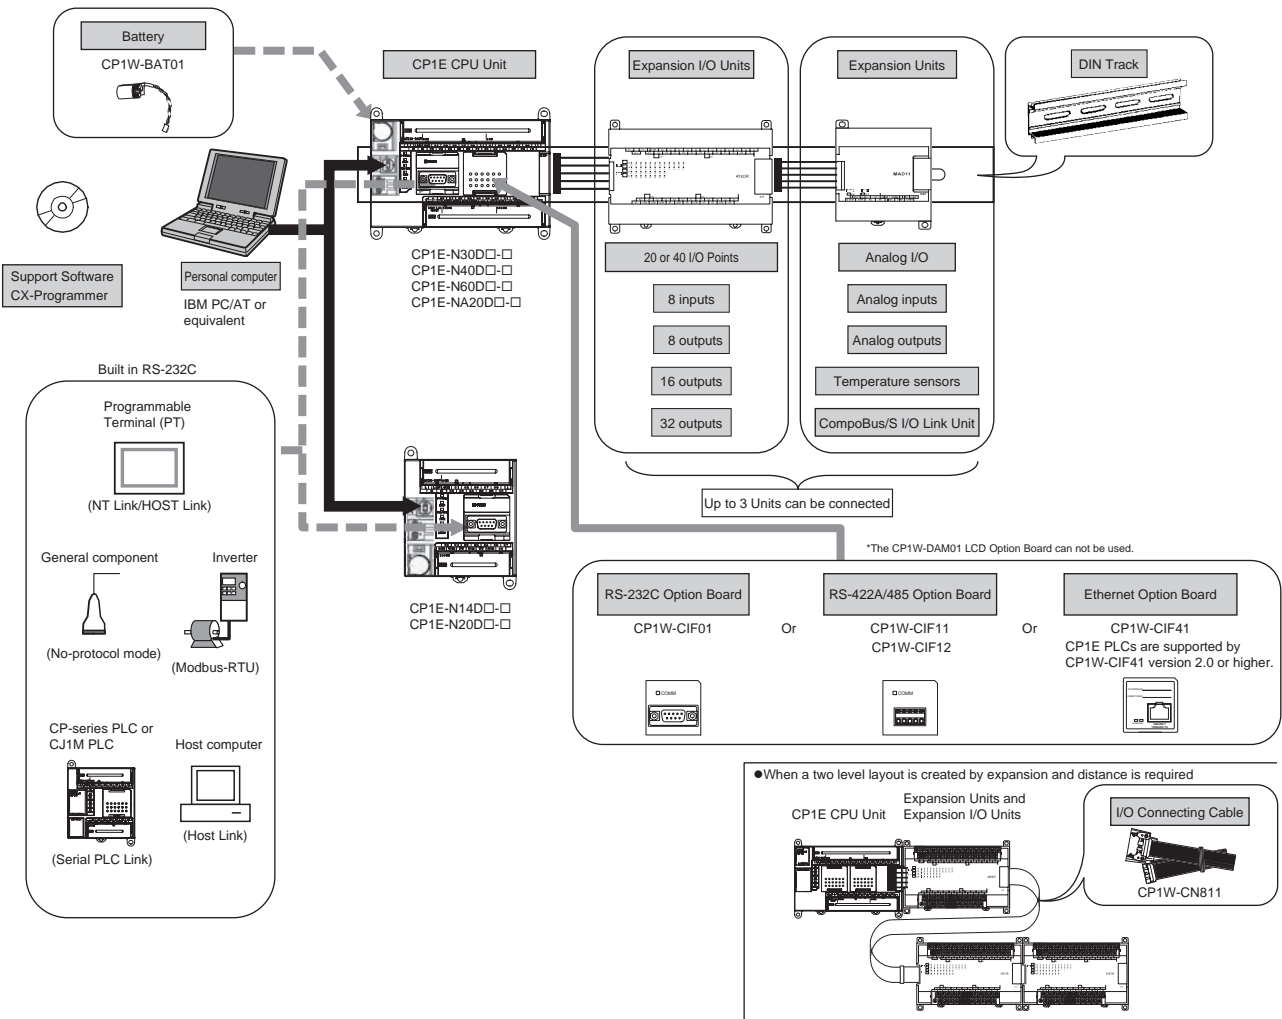 Battery
CP1W-BAT01
CP1E CPU Unit
Expansion I/O Units
Expansion Units
DIN Track
40EDR
MAD11
CP1E-N30D□-□
CP1E-N40D□-□
CP1E-N60D□-□
CP1E-NA20D□-□
Support Software
CX-Programmer
Personal computer
IBM PC/AT or
equivalent
20 or 40 I/O Points
8 inputs
8 outputs
16 outputs
32 outputs
Analog I/O
Analog inputs
Analog outputs
Temperature sensors
CompoBus/S I/O Link Unit
Up to 3 Units can be connected
Built in RS-232C
Programmable
Terminal (PT)
(NT Link/HOST Link)
General component
Inverter
(No-protocol mode)
(Modbus-RTU)
CP-series PLC or
CJ1M PLC
Host computer
(Serial PLC Link)
(Host Link)
CP1E-N14D□-□
CP1E-N20D□-□
*The CP1W-DAM01 LCD Option Board can not be used.
RS-232C Option Board
CP1W-CIF01
Or
RS-422A/485 Option Board
CP1W-CIF11
CP1W-CIF12
Or
Ethernet Option Board
CP1W-CIF41
CP1E PLCs are supported by
CP1W-CIF41 version 2.0 or higher.
COMM
COMM
●When a two level layout is created by expansion and distance is required
CP1E CPU Unit
Expansion Units and
Expansion I/O Units
I/O Connecting Cable
CP1W-CN811